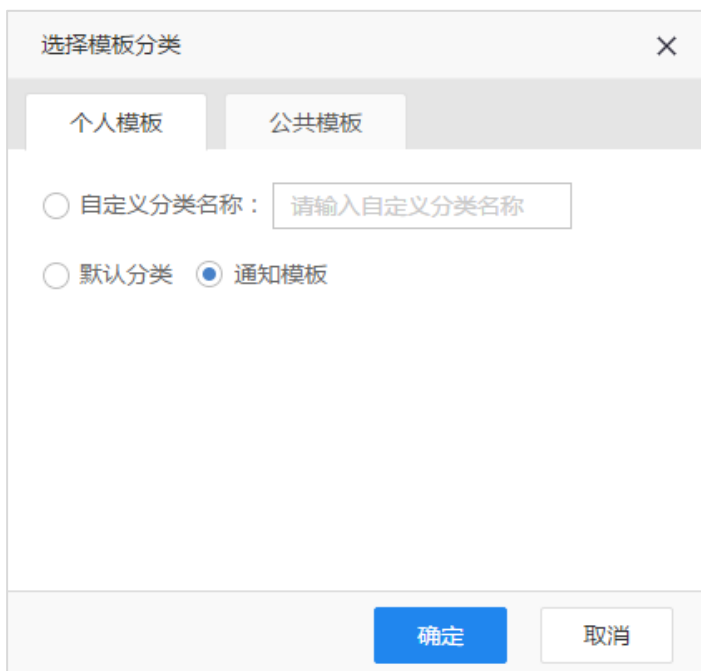 选择模板分类
个人模板 公共模板
自定义分类名称： 请输入自定义分类名称
默认分类 通知模板
确定 取消